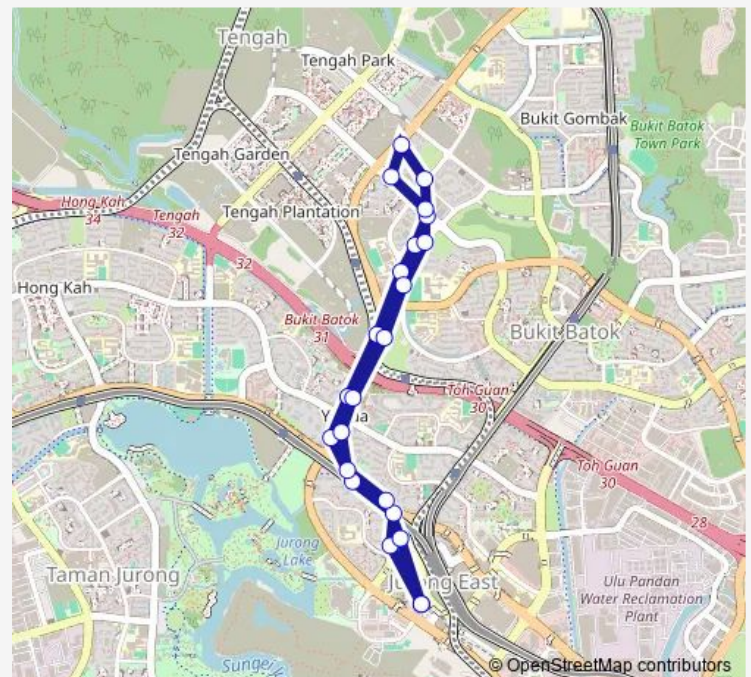 Tengah
Tengah Park
Bukit Gombak
Bukit Batok
Town Park
Tengah Garden
Hong Kah
34
Tengah
32
Tengah Plantation
32
Hong Kah
Bukit Batok
31
Bukit Batok
Toh Guan
30
Toh Guan
30
28
Jurong
Lake
Taman Jurong
Ulu Pandan
Water Reclamation
Plant
Sungei
© OpenStreetMap contributors